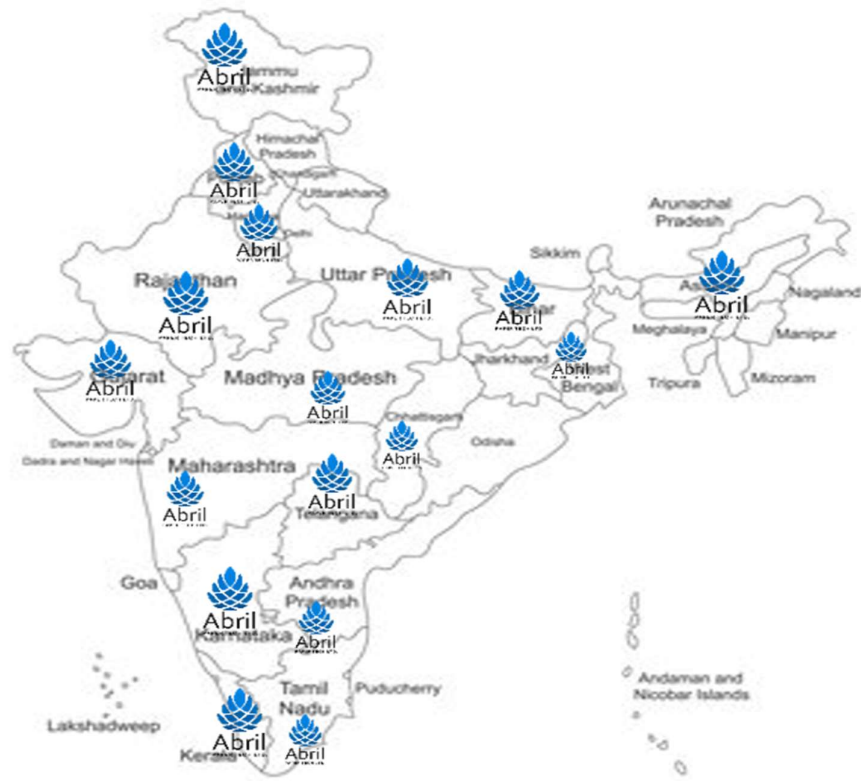 Abril
Jammu
and Kashmir
Himachal
Pradesh
Chandigarh
Abril
Uttarakhand
Arunachal
Pradesh
Delhi
Abril
Sikkim
Uttar Pradesh
Abril
Abril
Abril
Nagaland
Rajasthan
Abril
Meghalaya
Manipur
Jharkhand
Abril
West
Bengal
Tripura
Mizoram
Gujarat
Abril
Madhya Pradesh
Abril
Chhattisgarh
Abril
Odisha
Daman and Diu
Dadra and Nagar Haveli
Maharashtra
Abril
Abril
Telangana
Goa
Andhra
Pradesh
Abril
Karnataka
Abril
Tamil
Nadu
Puducherry
Andaman and
Nicobar Islands
Lakshadweep
Abril
Kerala
Abril